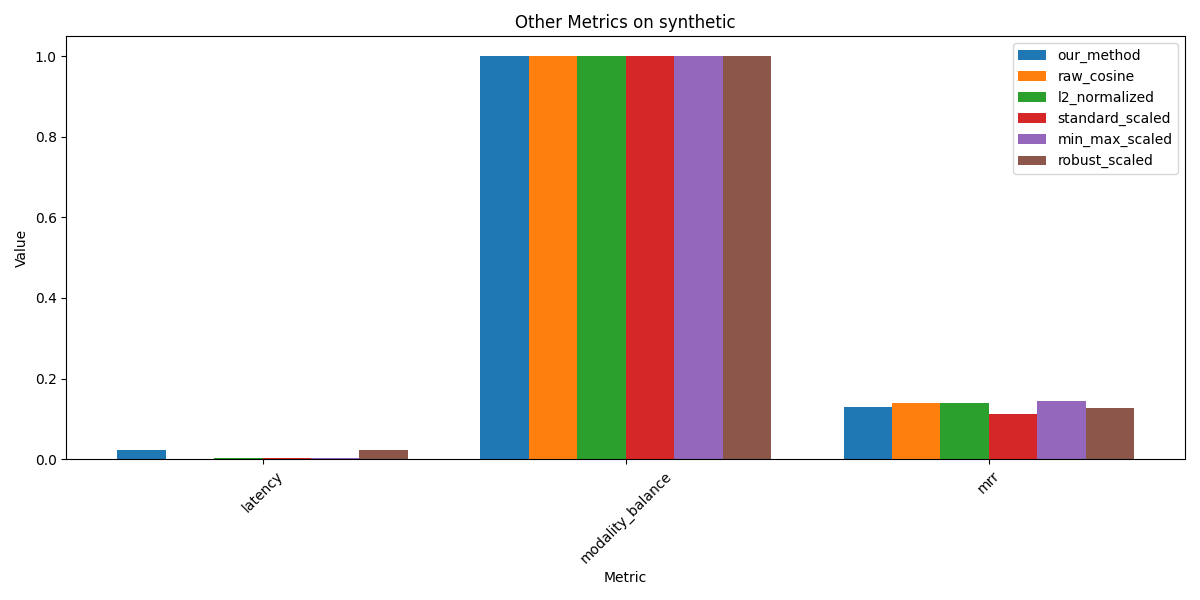 Other Metrics on synthetic
our_method
raw_cosine
l2_normalized
standard_scaled
min_max_scaled
robust_scaled
Value
1.0
0.8
0.6
0.4
0.2
0.0
latency
modality_balance
mrr
Metric